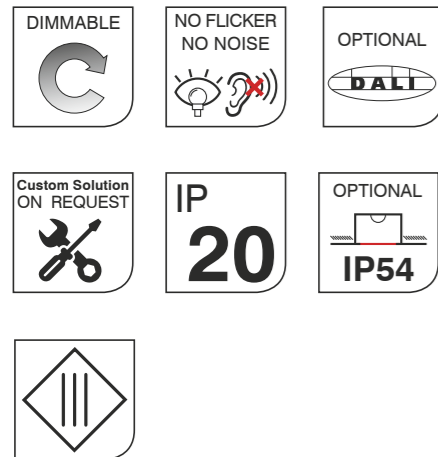 DIMMABLE
NO FLICKER
NO NOISE
OPTIONAL
DALI
Custom Solution
ON REQUEST
IP
20
OPTIONAL
IP54